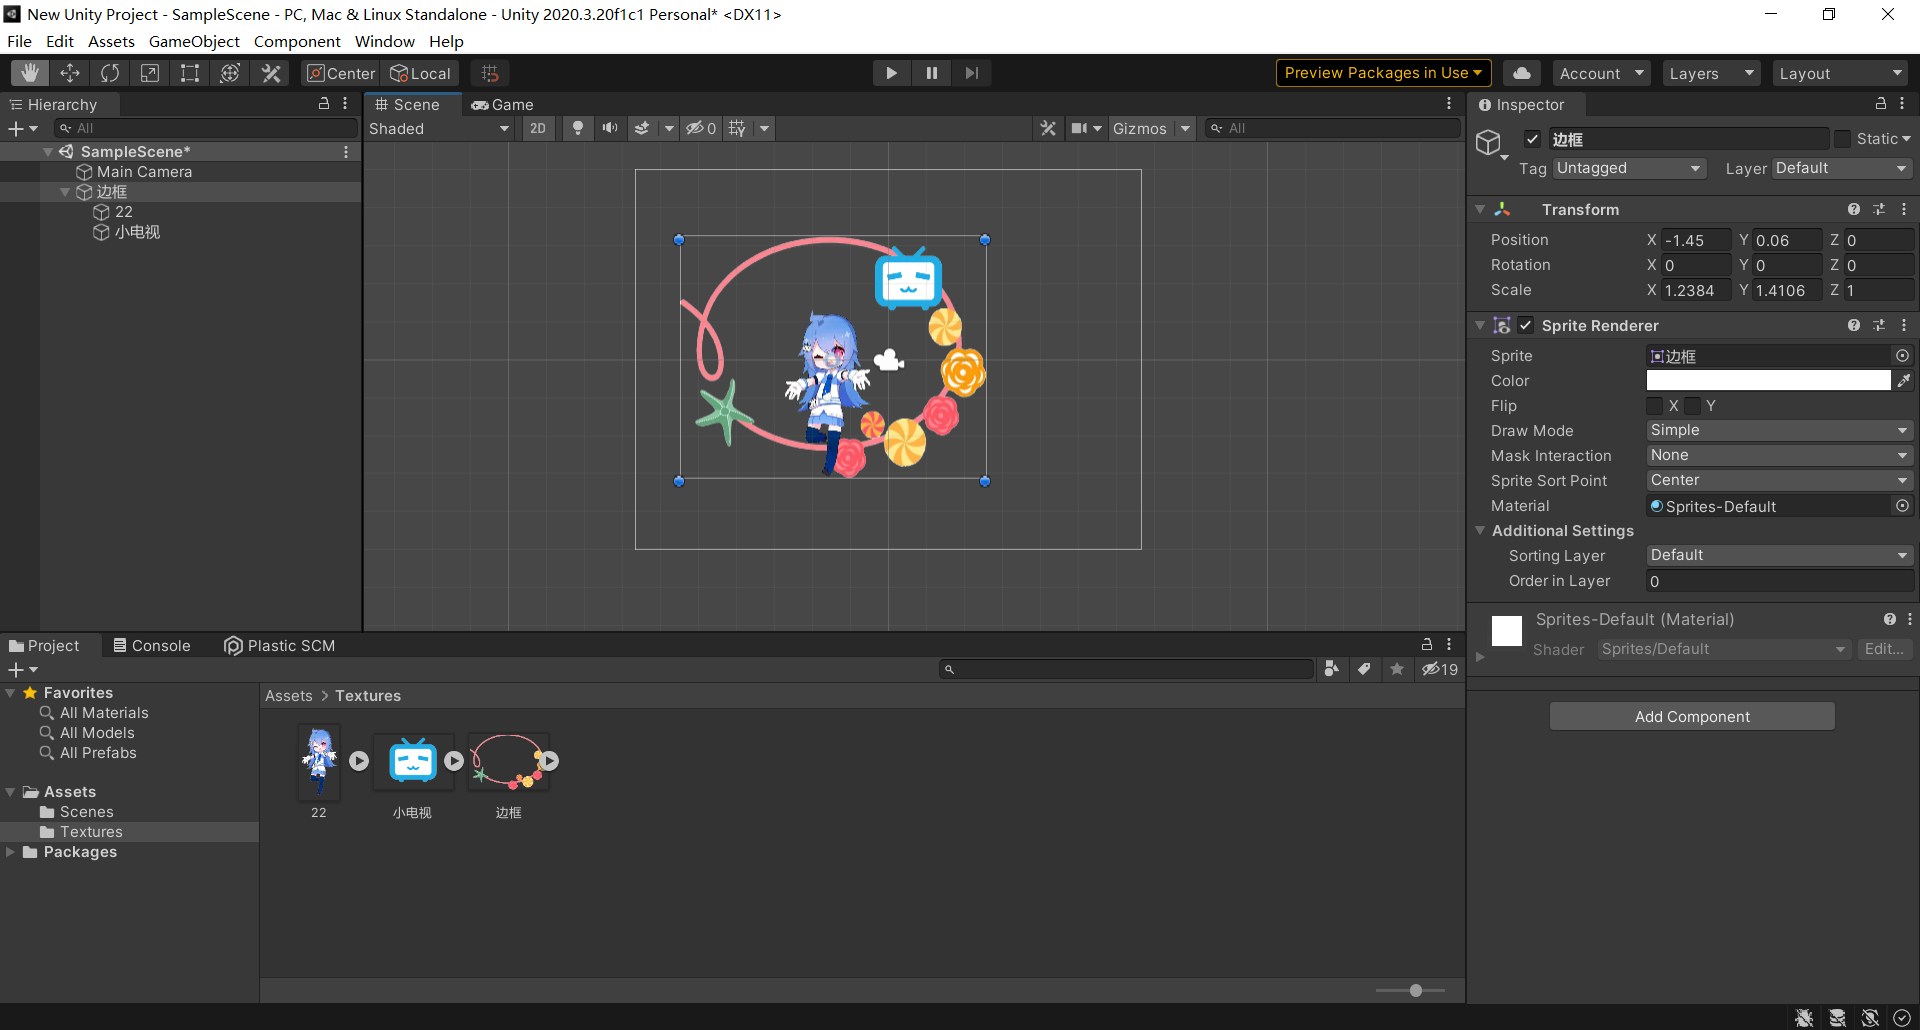 New Unity Project - SampleScene - PC, Mac & Linux Standalone - Unity 2020.3.20f1c1 Personal* <DX11>
File Edit Assets GameObject Component Window Help
Center Local Preview Packages in Use Account Layers Layout
Hierarchy
All
SampleScene*
Main Camera
边框
22
小电视
Scene Game
Shaded 2D 0 Gizmos All
Inspector
边框 Static
Tag Untagged Layer Default
Transform
Position X -1.45 Y 0.06 Z 0
Rotation X 0 Y 0 Z 0
Scale X 1.2384 Y 1.4106 Z 1
Sprite Renderer
Sprite 边框
Color
Flip X Y
Draw Mode Simple
Mask Interaction None
Sprite Sort Point Center
Material Sprites-Default
Additional Settings
Sorting Layer Default
Order in Layer 0
Sprites-Default (Material)
Shader Sprites/Default Edit...
Add Component
Project Console Plastic SCM
19
Favorites
All Materials
All Models
All Prefabs
Assets
Scenes
Textures
Packages
Assets > Textures
22 小电视 边框